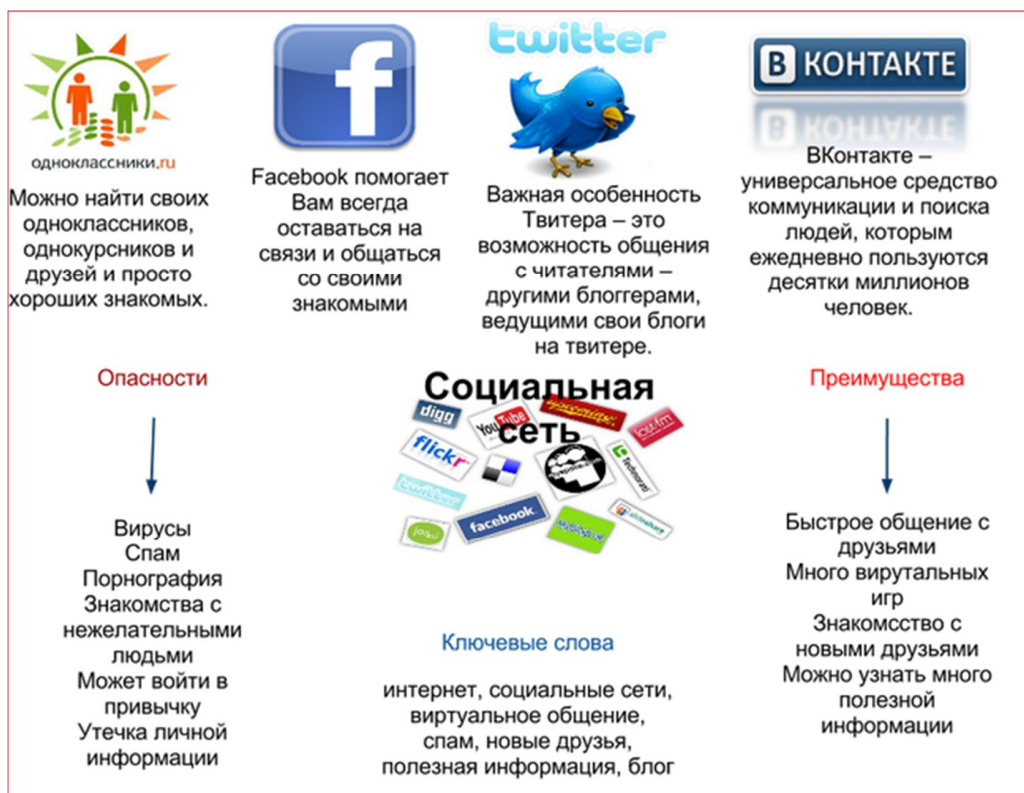 одноклассники.ru
Можно найти своих
одноклассников,
однокурсников и
друзей и просто
хороших знакомых.
f
Facebook помогает
Вам всегда
оставаться на
связи и общаться
со своими
знакомыми
twitter
Важная особенность
Твитера – это
возможность общения
с читателями –
другими блоггерами,
ведущими свои блоги
на твитере.
В КОНТАКТЕ
ВКонтакте –
универсальное средство
коммуникации и поиска
людей, которым
ежедневно пользуются
десятки миллионов
человек.
Опасности
Вирусы
Спам
Порнография
Знакомства с
нежелательными
людьми
Может войти в
привычку
Утечка личной
информации
Социальная
сеть
digg
YouTube
last.fm
flickr
Technorati
twitter
facebook
MyBlogLog
slideshare
Ключевые слова
интернет, социальные сети,
виртуальное общение,
спам, новые друзья,
полезная информация, блог
Преимущества
Быстрое общение с
друзьями
Много вирутальных
игр
Знакомсство с
новыми друзьями
Можно узнать много
полезной
информации